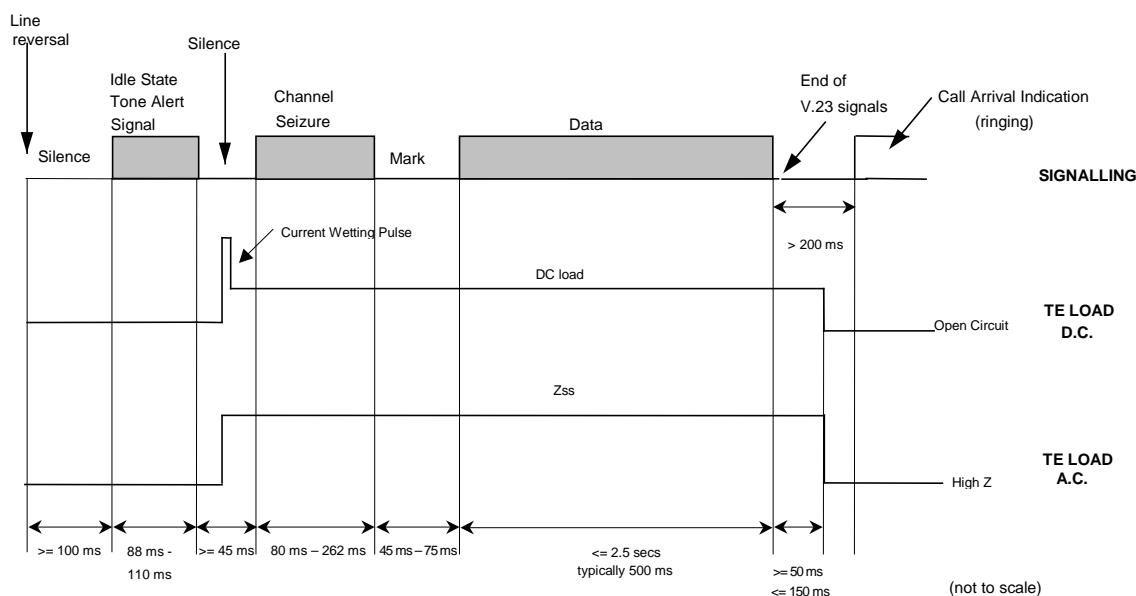 Line
reversal
Silence
Idle State
Tone Alert
Signal
Channel
Seizure
End of
V.23 signals
Call Arrival Indication
(ringing)
Silence
Mark
Data
SIGNALLING
Current Wetting Pulse
> 200 ms
DC load
TE LOAD
D.C.
Open Circuit
Zss
TE LOAD
A.C.
High Z
>= 100 ms
88 ms -
110 ms
>= 45 ms
80 ms – 262 ms
45 ms – 75 ms
<= 2.5 secs
typically 500 ms
>= 50 ms
<= 150 ms
(not to scale)